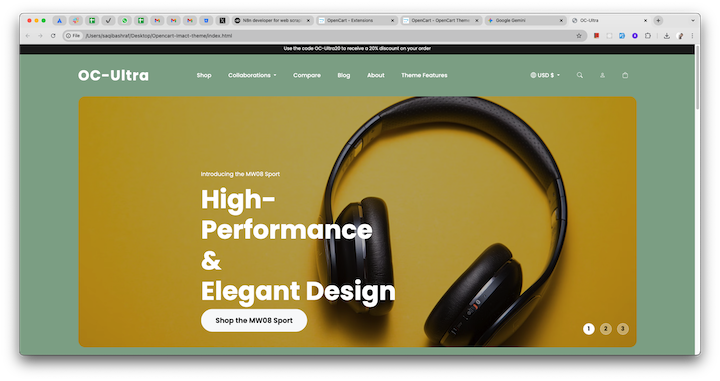 N8n developer for web scrap
OpenCart - Extensions
OpenCart - OpenCart Them
Google Gemini
OC-Ultra
File
/Users/saqibashraf/Desktop/Opencart-imact-theme/index.html
Use the code OC-Ultra20 to receive a 20% discount on your order
OC-Ultra
Shop
Collaborations
Compare
Blog
About
Theme Features
USD $
Introducing the MW08 Sport
High-
Performance
&
Elegant Design
Shop the MW08 Sport
1
2
3